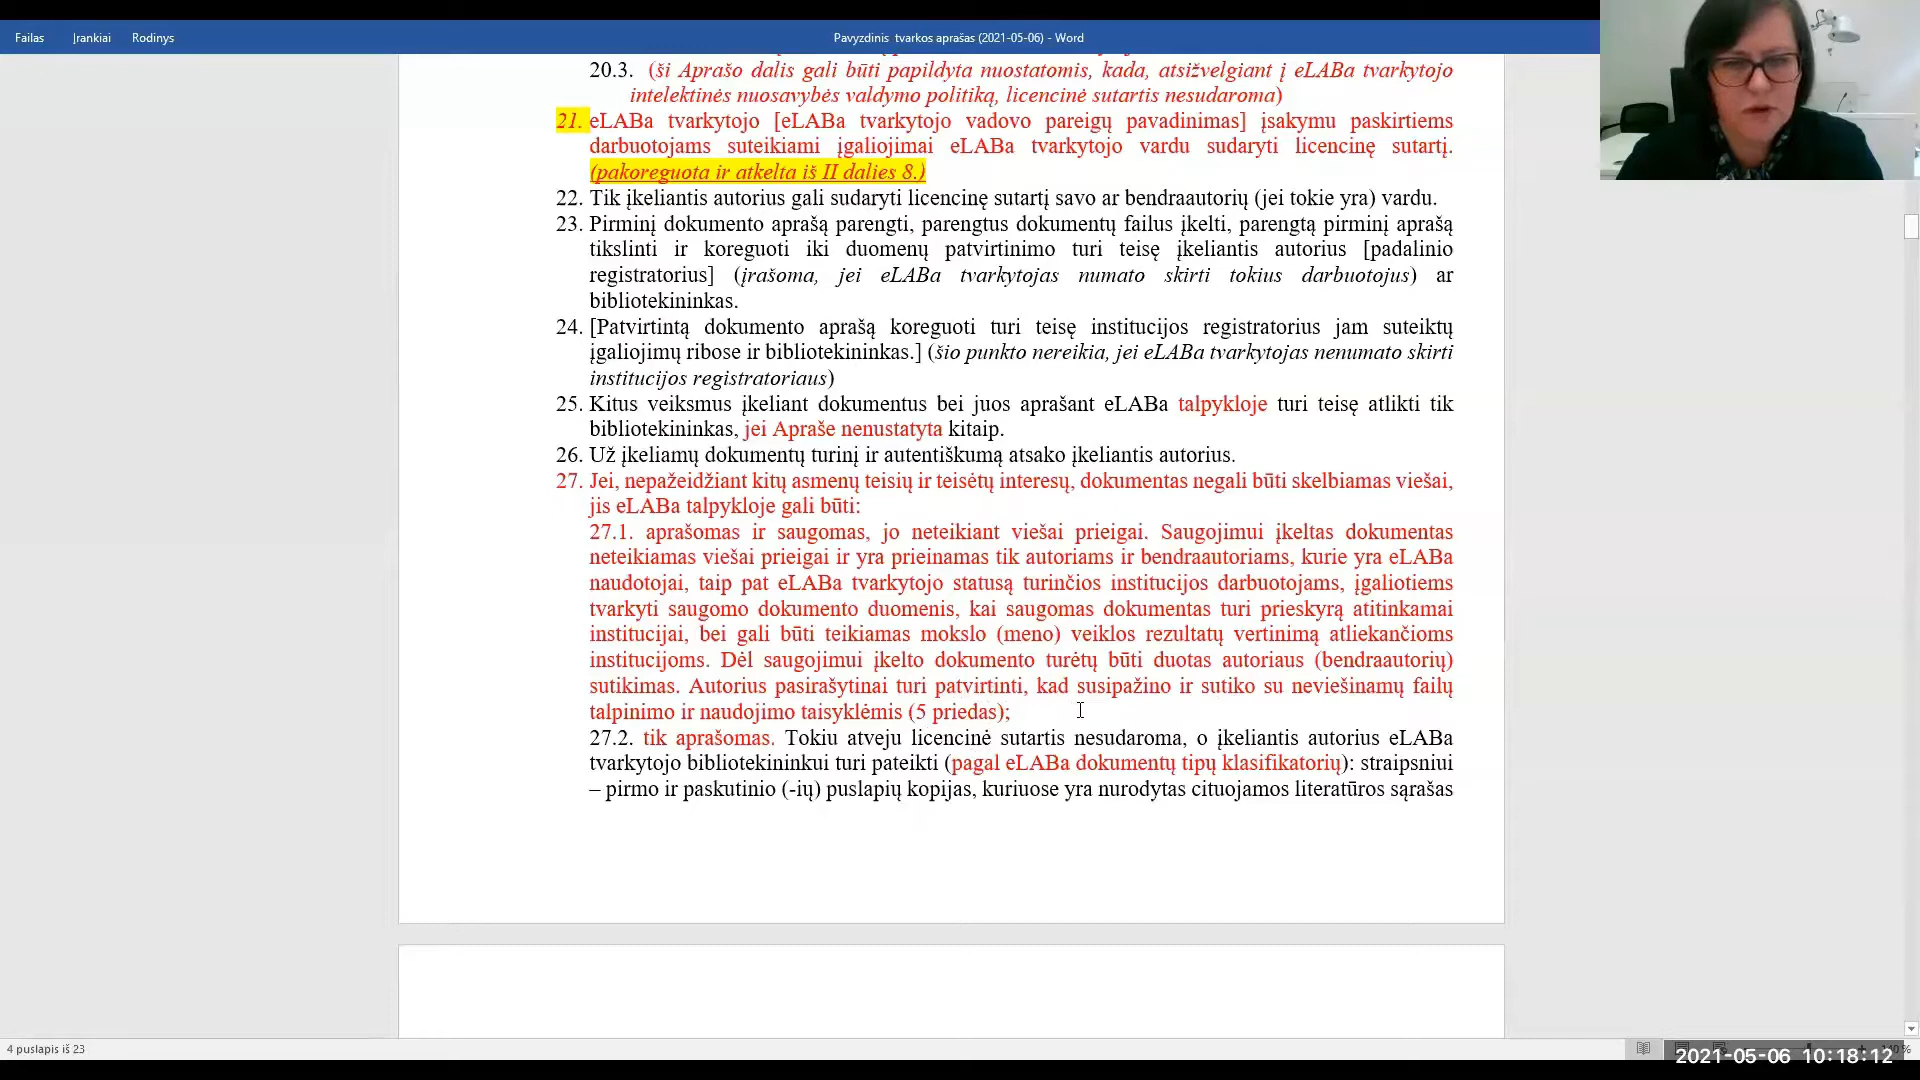 Failas Įrankiai Rodinys
Pavyzdinis tvarkos aprašas (2021-05-06) - Word
20.3. (ši Aprašo dalis gali būti papildyta nuostatomis, kada, atsižvelgiant į eLABa tvarkytojo
intelektinės nuosavybės valdymo politiką, licencinė sutartis nesudaroma)
21. eLABa tvarkytojo [eLABa tvarkytojo vadovo pareigų pavadinimas] įsakymu paskirtiems
darbuotojams suteikiami įgaliojimai eLABa tvarkytojo vardu sudaryti licencinę sutartį.
(pakoreguota ir atkelta iš II dalies 8.)
22. Tik įkeliantis autorius gali sudaryti licencinę sutartį savo ar bendraautorių (jei tokie yra) vardu.
23. Pirminį dokumento aprašą parengti, parengtus dokumentų failus įkelti, parengtą pirminį aprašą
tikslinti ir koreguoti iki duomenų patvirtinimo turi teisę įkeliantis autorius [padalinio
registratorius] (įrašoma, jei eLABa tvarkytojas numato skirti tokius darbuotojus) ar
bibliotekininkas.
24. [Patvirtintą dokumento aprašą koreguoti turi teisę institucijos registratorius jam suteiktų
įgaliojimų ribose ir bibliotekininkas.] (šio punkto nereikia, jei eLABa tvarkytojas nenumato skirti
institucijos registratoriaus)
25. Kitus veiksmus įkeliant dokumentus bei juos aprašant eLABa talpykloje turi teisę atlikti tik
bibliotekininkas, jei Apraše nenustatyta kitaip.
26. Už įkeliamų dokumentų turinį ir autentiškumą atsako įkeliantis autorius.
27. Jei, nepažeidžiant kitų asmenų teisių ir teisėtų interesų, dokumentas negali būti skelbiamas viešai,
jis eLABa talpykloje gali būti:
27.1. aprašomas ir saugomas, jo neteikiant viešai prieigai. Saugojimui įkeltas dokumentas
neteikiamas viešai prieigai ir yra prieinamas tik autoriams ir bendraautoriams, kurie yra eLABa
naudotojai, taip pat eLABa tvarkytojo statusą turinčios institucijos darbuotojams, įgaliotiems
tvarkyti saugomo dokumento duomenis, kai saugomas dokumentas turi prieskyrą atitinkamai
institucijai, bei gali būti teikiamas mokslo (meno) veiklos rezultatų vertinimą atliekančioms
institucijoms. Dėl saugojimui įkelto dokumento turėtų būti duotas autoriaus (bendraautorių)
sutikimas. Autorius pasirašytinai turi patvirtinti, kad susipažino ir sutiko su neviešinamų failų
talpinimo ir naudojimo taisyklėmis (5 priedas);
27.2. tik aprašomas. Tokiu atveju licencinė sutartis nesudaroma, o įkeliantis autorius eLABa
tvarkytojo bibliotekininkui turi pateikti (pagal eLABa dokumentų tipų klasifikatorių): straipsniui
– pirmo ir paskutinio (-ių) puslapių kopijas, kuriuose yra nurodytas cituojamos literatūros sąrašas
4 puslapis iš 23
2021-05-06 10:18:12